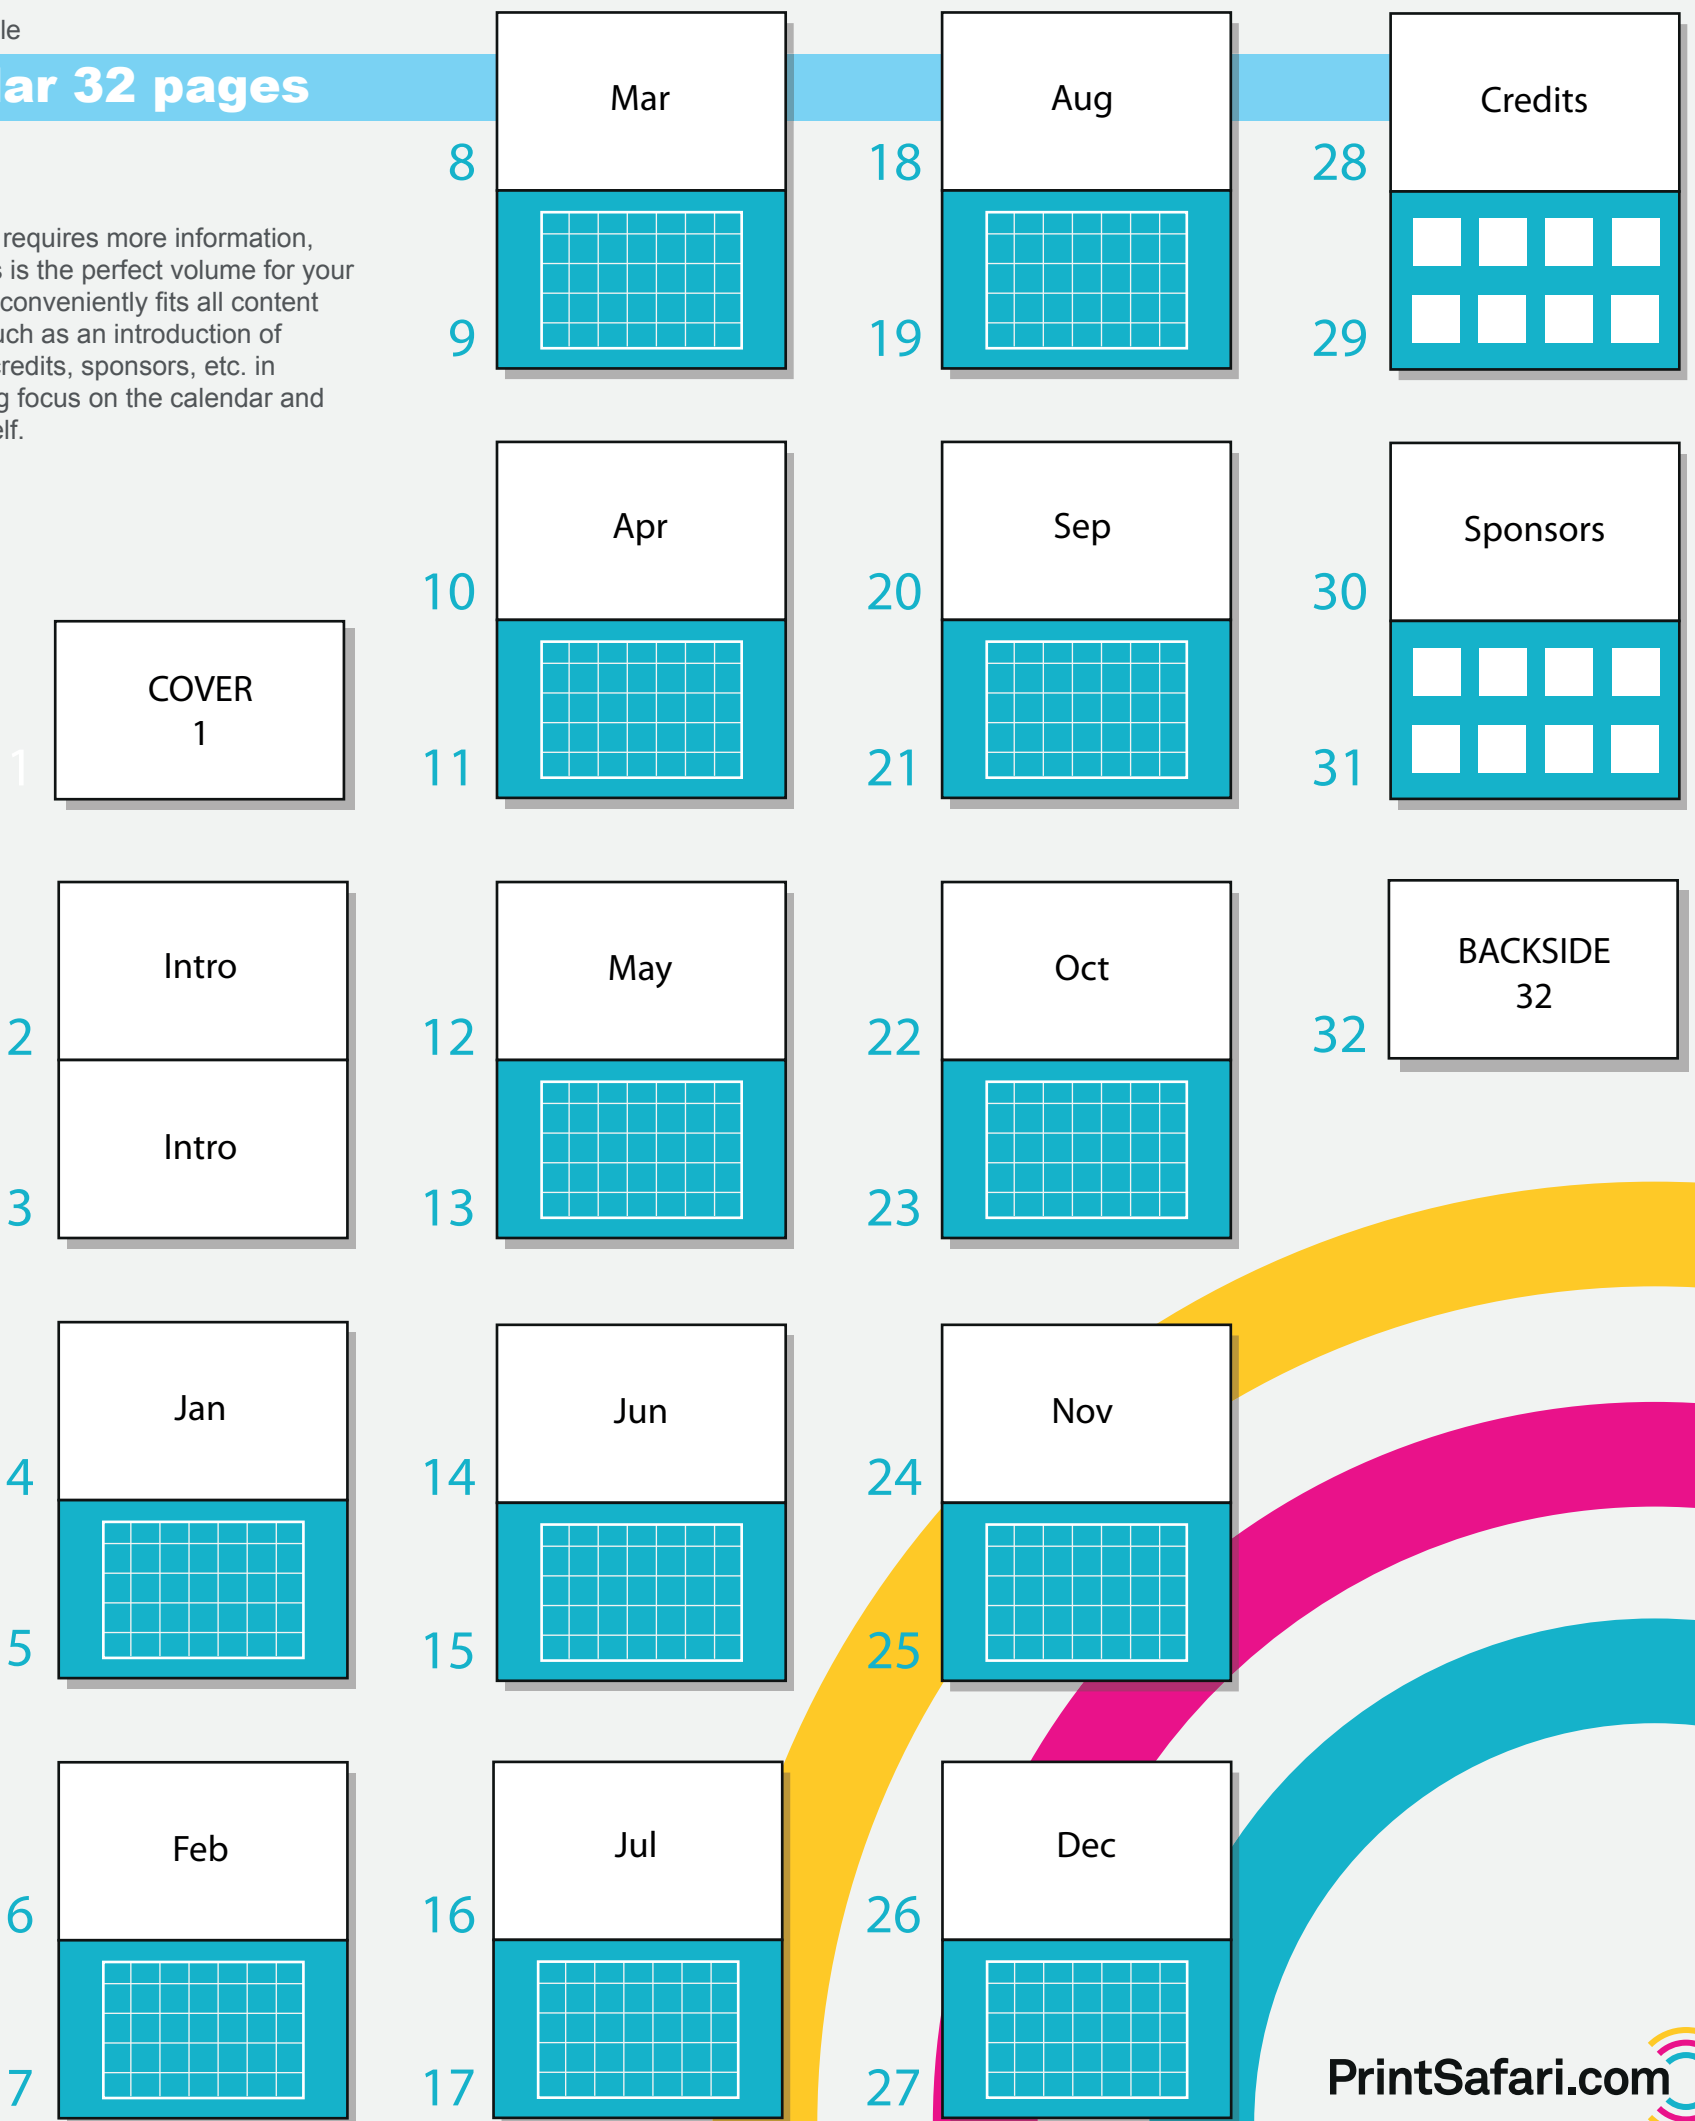 le
lar 32 pages
requires more information,
s is the perfect volume for your
conveniently fits all content
uch as an introduction of
credits, sponsors, etc. in
g focus on the calendar and
elf.
1
COVER
1
2
Intro
3
Intro
4
Jan
5
6
Feb
7
8
Mar
9
10
Apr
11
12
May
13
14
Jun
15
16
Jul
17
18
Aug
19
20
Sep
21
22
Oct
23
24
Nov
25
26
Dec
27
28
Credits
29
30
Sponsors
31
32
BACKSIDE
32
PrintSafari.com